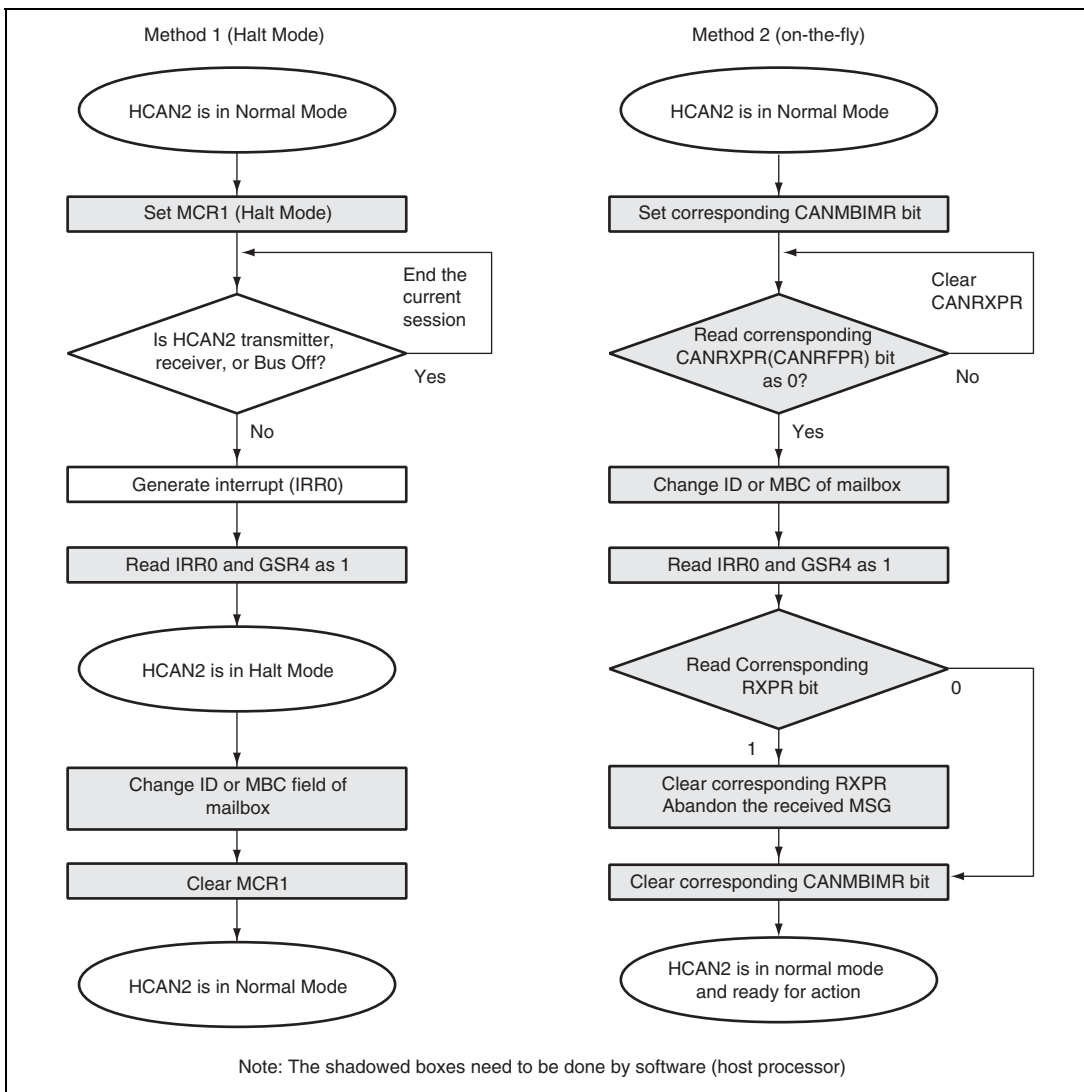 Method 1 (Halt Mode)
HCAN2 is in Normal Mode
Set MCR1 (Halt Mode)
End the
current
session
Is HCAN2 transmitter,
receiver, or Bus Off?
Yes
No
Generate interrupt (IRR0)
Read IRR0 and GSR4 as 1
HCAN2 is in Halt Mode
Change ID or MBC field of
mailbox
Clear MCR1
HCAN2 is in Normal Mode
Method 2 (on-the-fly)
HCAN2 is in Normal Mode
Set corresponding CANMBIMR bit
Clear
CANRXPR
Read corrensponding
CANRXPR(CANRFPR) bit
as 0?
No
Yes
Change ID or MBC of mailbox
Read IRR0 and GSR4 as 1
Read Corrensponding
RXPR bit
0
1
Clear corresponding RXPR
Abandon the received MSG
Clear corresponding CANMBIMR bit
HCAN2 is in normal mode
and ready for action
Note: The shadowed boxes need to be done by software (host processor)